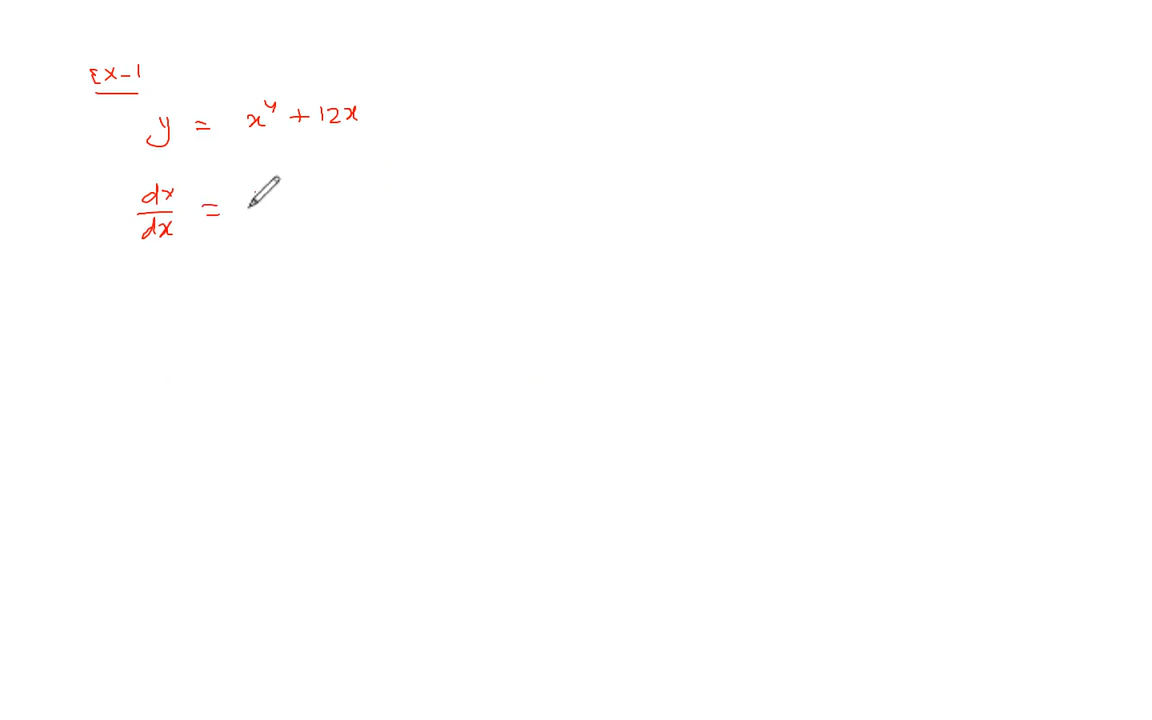 Ex-1
y = x⁴ + 12x
dx/dx =